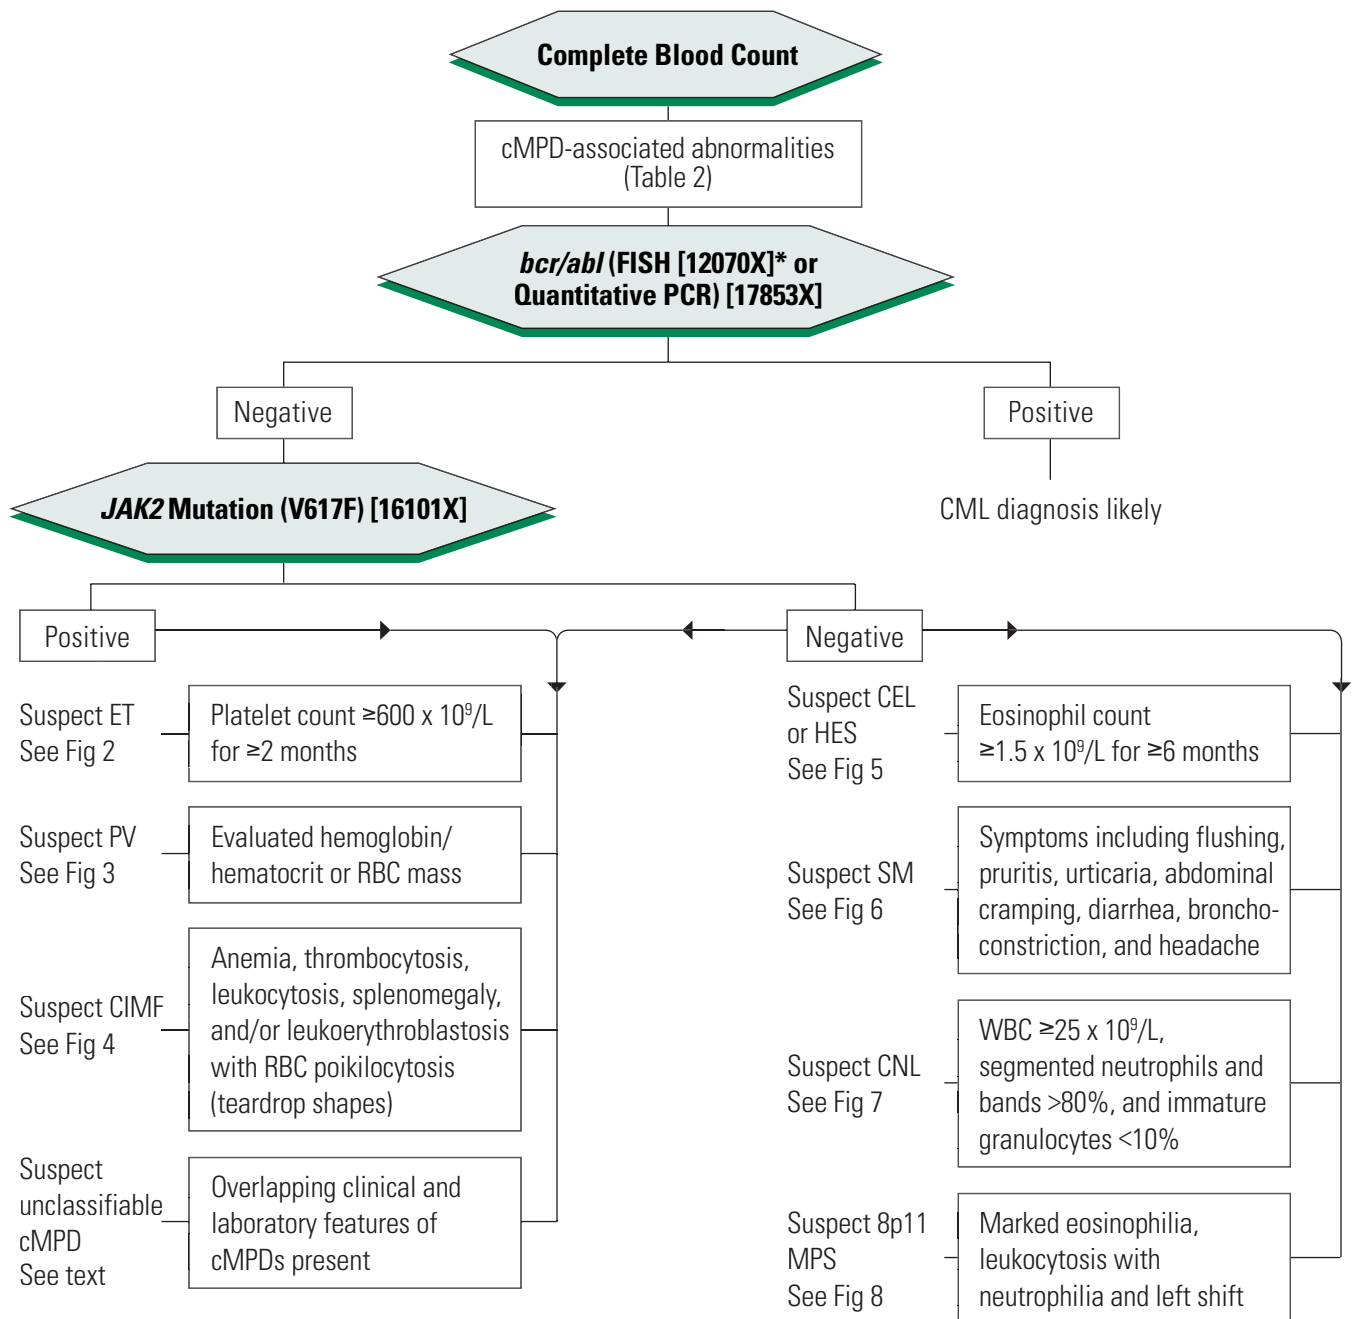 Complete Blood Count
cMPD-associated abnormalities
(Table 2)
bcr/abl (FISH [12070X]* or
Quantitative PCR) [17853X]
Negative
Positive
JAK2 Mutation (V617F) [16101X]
CML diagnosis likely
Positive
Negative
Suspect ET
See Fig 2
Platelet count ≥600 x 10⁹/L
for ≥2 months
Suspect PV
See Fig 3
Evaluated hemoglobin/
hematocrit or RBC mass
Suspect CIMF
See Fig 4
Anemia, thrombocytosis,
leukocytosis, splenomegaly,
and/or leukoerythroblastosis
with RBC poikilocytosis
(teardrop shapes)
Suspect
unclassifiable
cMPD
See text
Overlapping clinical and
laboratory features of
cMPDs present
Suspect CEL
or HES
See Fig 5
Eosinophil count
≥1.5 x 10⁹/L for ≥6 months
Suspect SM
See Fig 6
Symptoms including flushing,
pruritis, urticaria, abdominal
cramping, diarrhea, broncho-
constriction, and headache
Suspect CNL
See Fig 7
WBC ≥25 x 10⁹/L,
segmented neutrophils and
bands >80%, and immature
granulocytes <10%
Suspect 8p11
MPS
See Fig 8
Marked eosinophilia,
leukocytosis with
neutrophilia and left shift